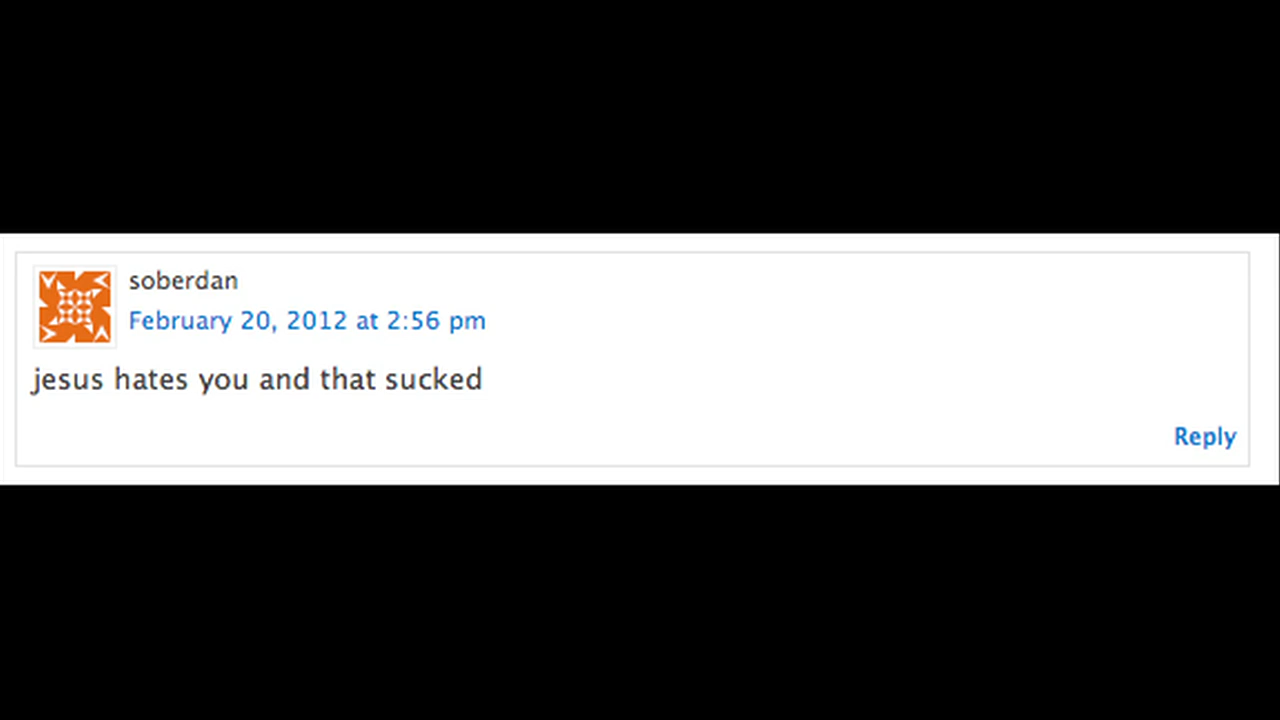 soberdan
February 20, 2012 at 2:56 pm
jesus hates you and that sucked
Reply